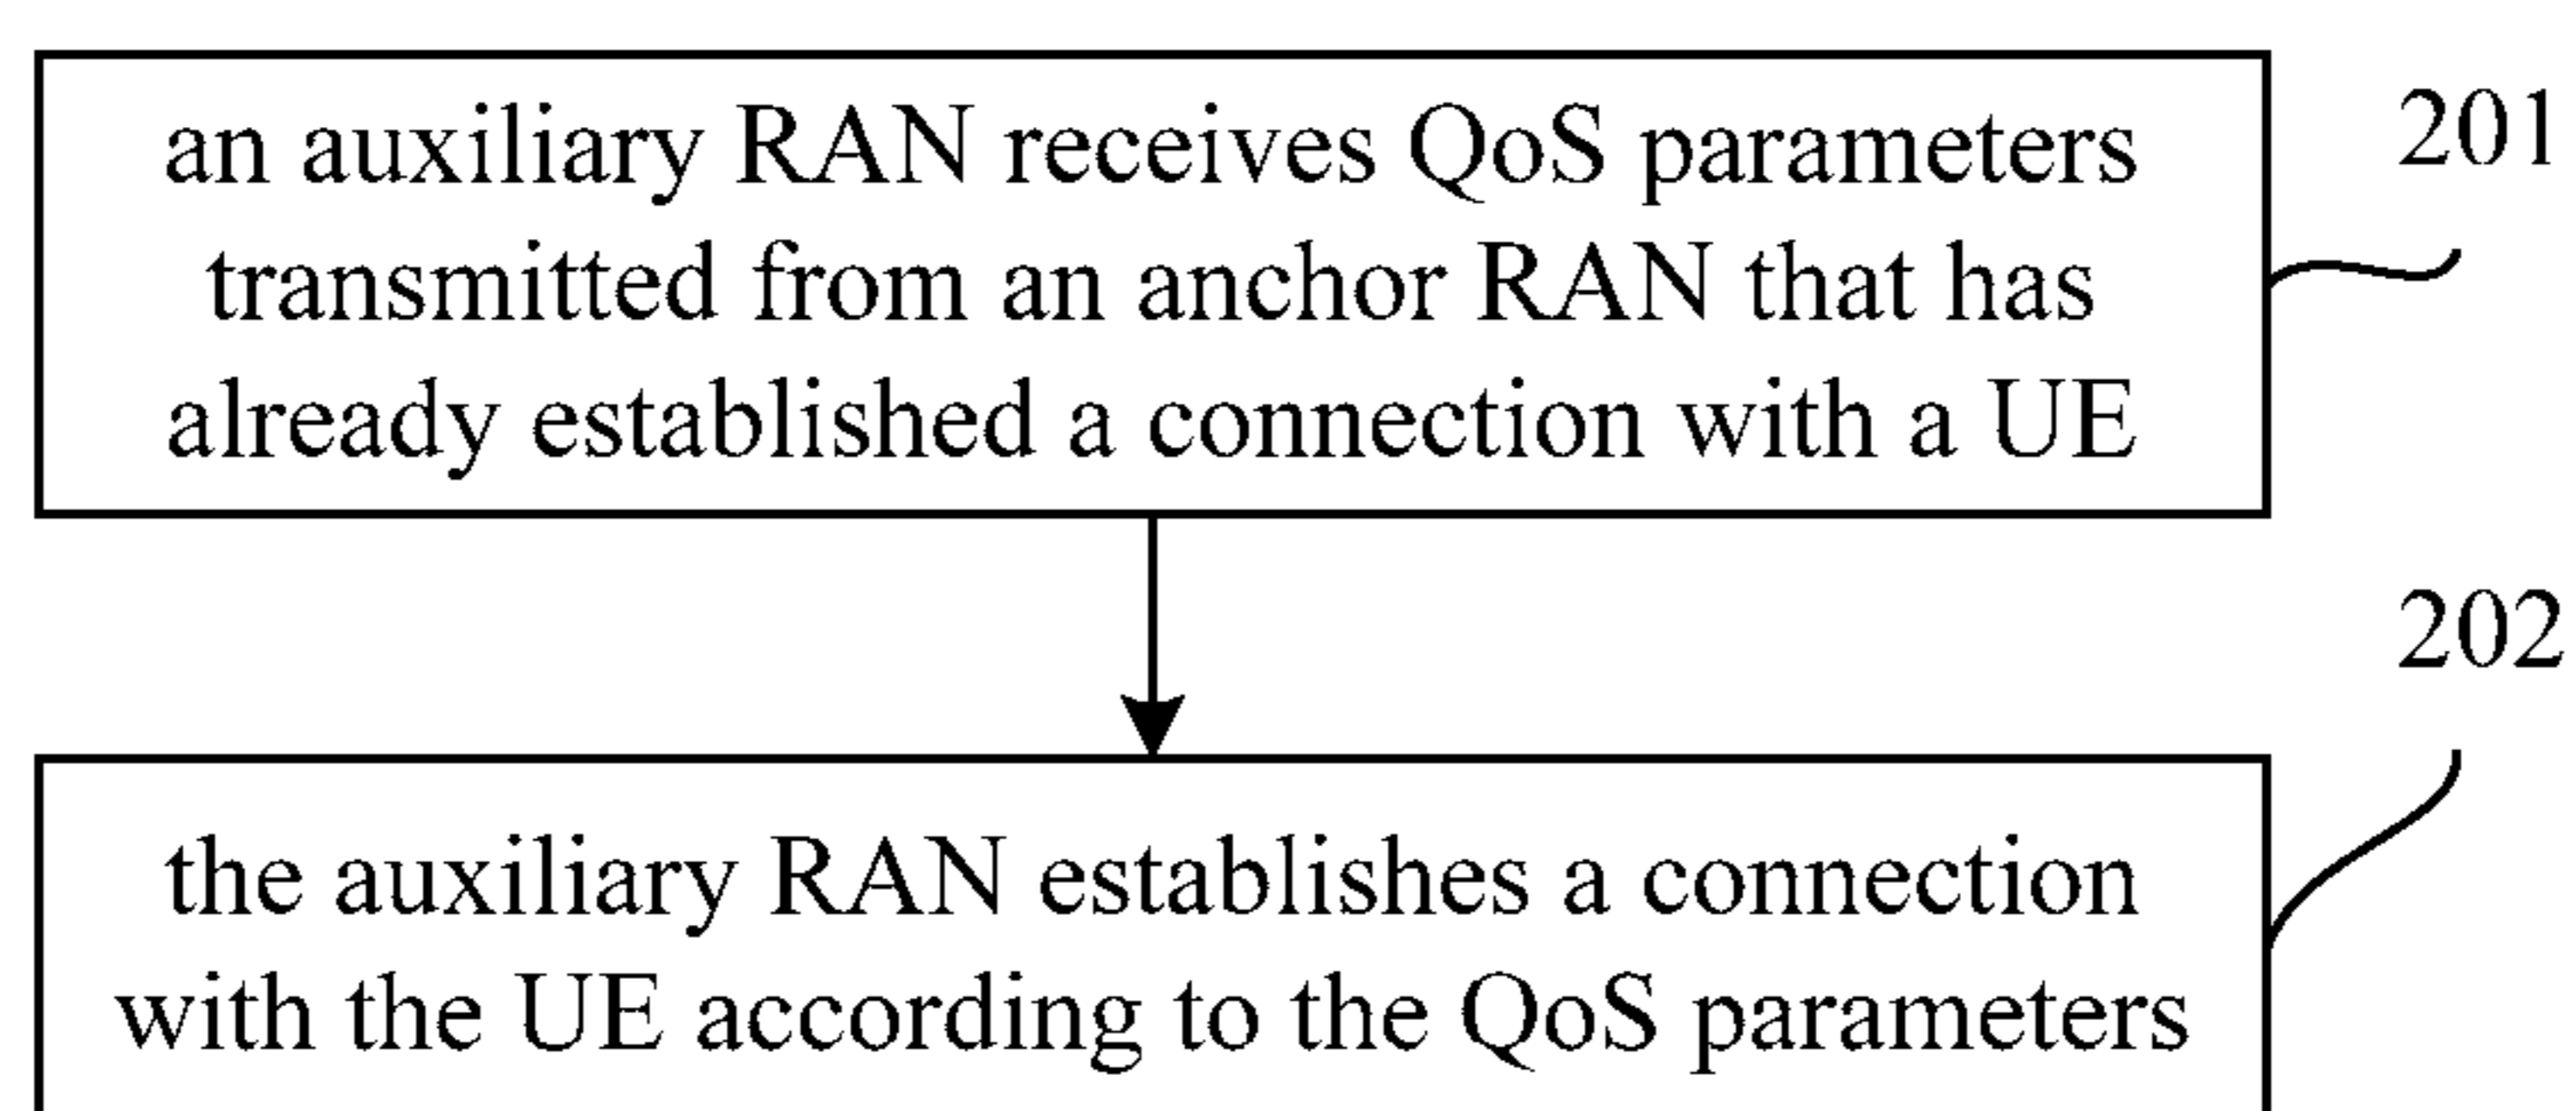 an auxiliary RAN receives QoS parameters
transmitted from an anchor RAN that has
already established a connection with a UE
201
202
the auxiliary RAN establishes a connection
with the UE according to the QoS parameters